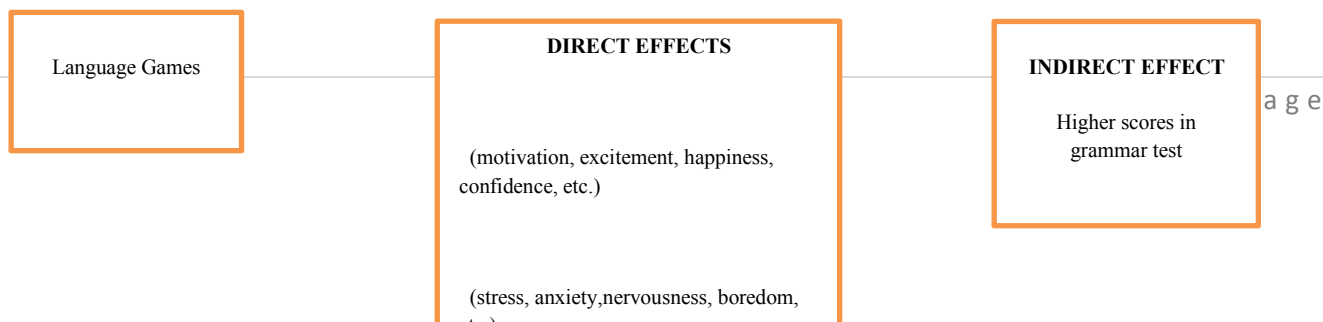 Language Games
DIRECT EFFECTS
(motivation, excitement, happiness,
confidence, etc.)
(stress, anxiety,nervousness, boredom,
INDIRECT EFFECT
Higher scores in
grammar test
a g e